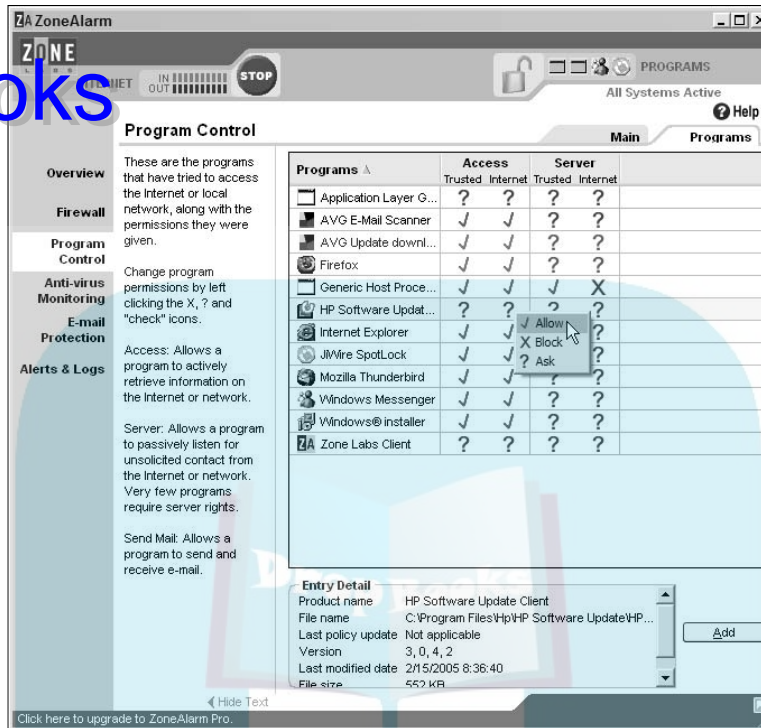 ZA ZoneAlarm
ZONE
LABS
oks
INTERNET IN OUT STOP
PROGRAMS
All Systems Active
Help
Program Control
Main Programs
Overview
Firewall
Program
Control
Anti-virus
Monitoring
E-mail
Protection
Alerts & Logs
These are the programs
that have tried to access
the Internet or local
network, along with the
permissions they were
given.
Change program
permissions by left
clicking the X, ? and
"check" icons.
Access: Allows a
program to actively
retrieve information on
the Internet or network.
Server: Allows a program
to passively listen for
unsolicited contact from
the Internet or network.
Very few programs
require server rights.
Send Mail: Allows a
program to send and
receive e-mail.
Programs Access Server
Trusted Internet Trusted Internet
Application Layer G... ? ? ? ?
AVG E-Mail Scanner √ √ ? ?
AVG Update downl... √ √ ? ?
Firefox √ √ ? ?
Generic Host Proce... √ √ √ X
HP Software Updat... ? ? ? ?
Internet Explorer √ √ ?
JiWire SpotLock √ √ ?
Mozilla Thunderbird √ √ ? ?
Windows Messenger √ √ ? ?
Windows® installer √ √ ? ?
ZA Zone Labs Client ? ? ? ?
√ Allow
X Block
? Ask
DropBooks
Entry Detail
Product name HP Software Update Client
File name C:\Program Files\Hp\HP Software Update\HP...
Last policy update Not applicable
Version 3, 0, 4, 2
Last modified date 2/15/2005 8:36:40
File size 552 KB
Add
Hide Text
Click here to upgrade to ZoneAlarm Pro.